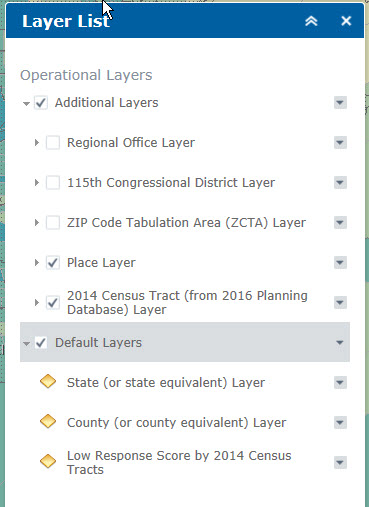 Layer List
Operational Layers
Additional Layers
Regional Office Layer
115th Congressional District Layer
ZIP Code Tabulation Area (ZCTA) Layer
Place Layer
2014 Census Tract (from 2016 Planning
Database) Layer
Default Layers
State (or state equivalent) Layer
County (or county equivalent) Layer
Low Response Score by 2014 Census
Tracts